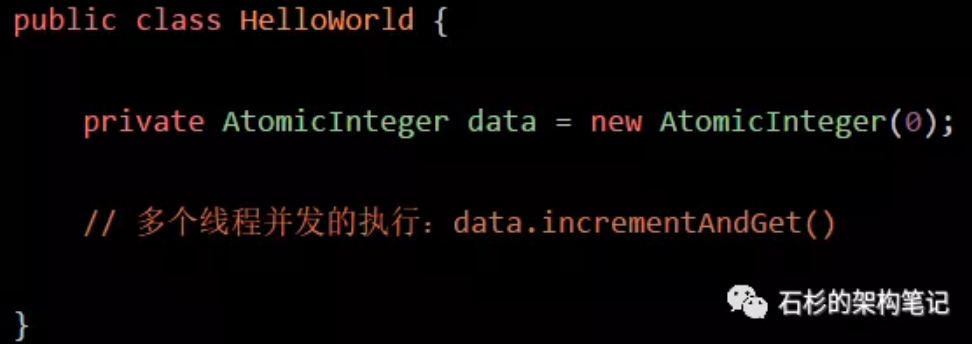 public class HelloWorld {
private AtomicInteger data = new AtomicInteger(0);
// 多个线程并发的执行：data.incrementAndGet()
石杉的架构笔记
}